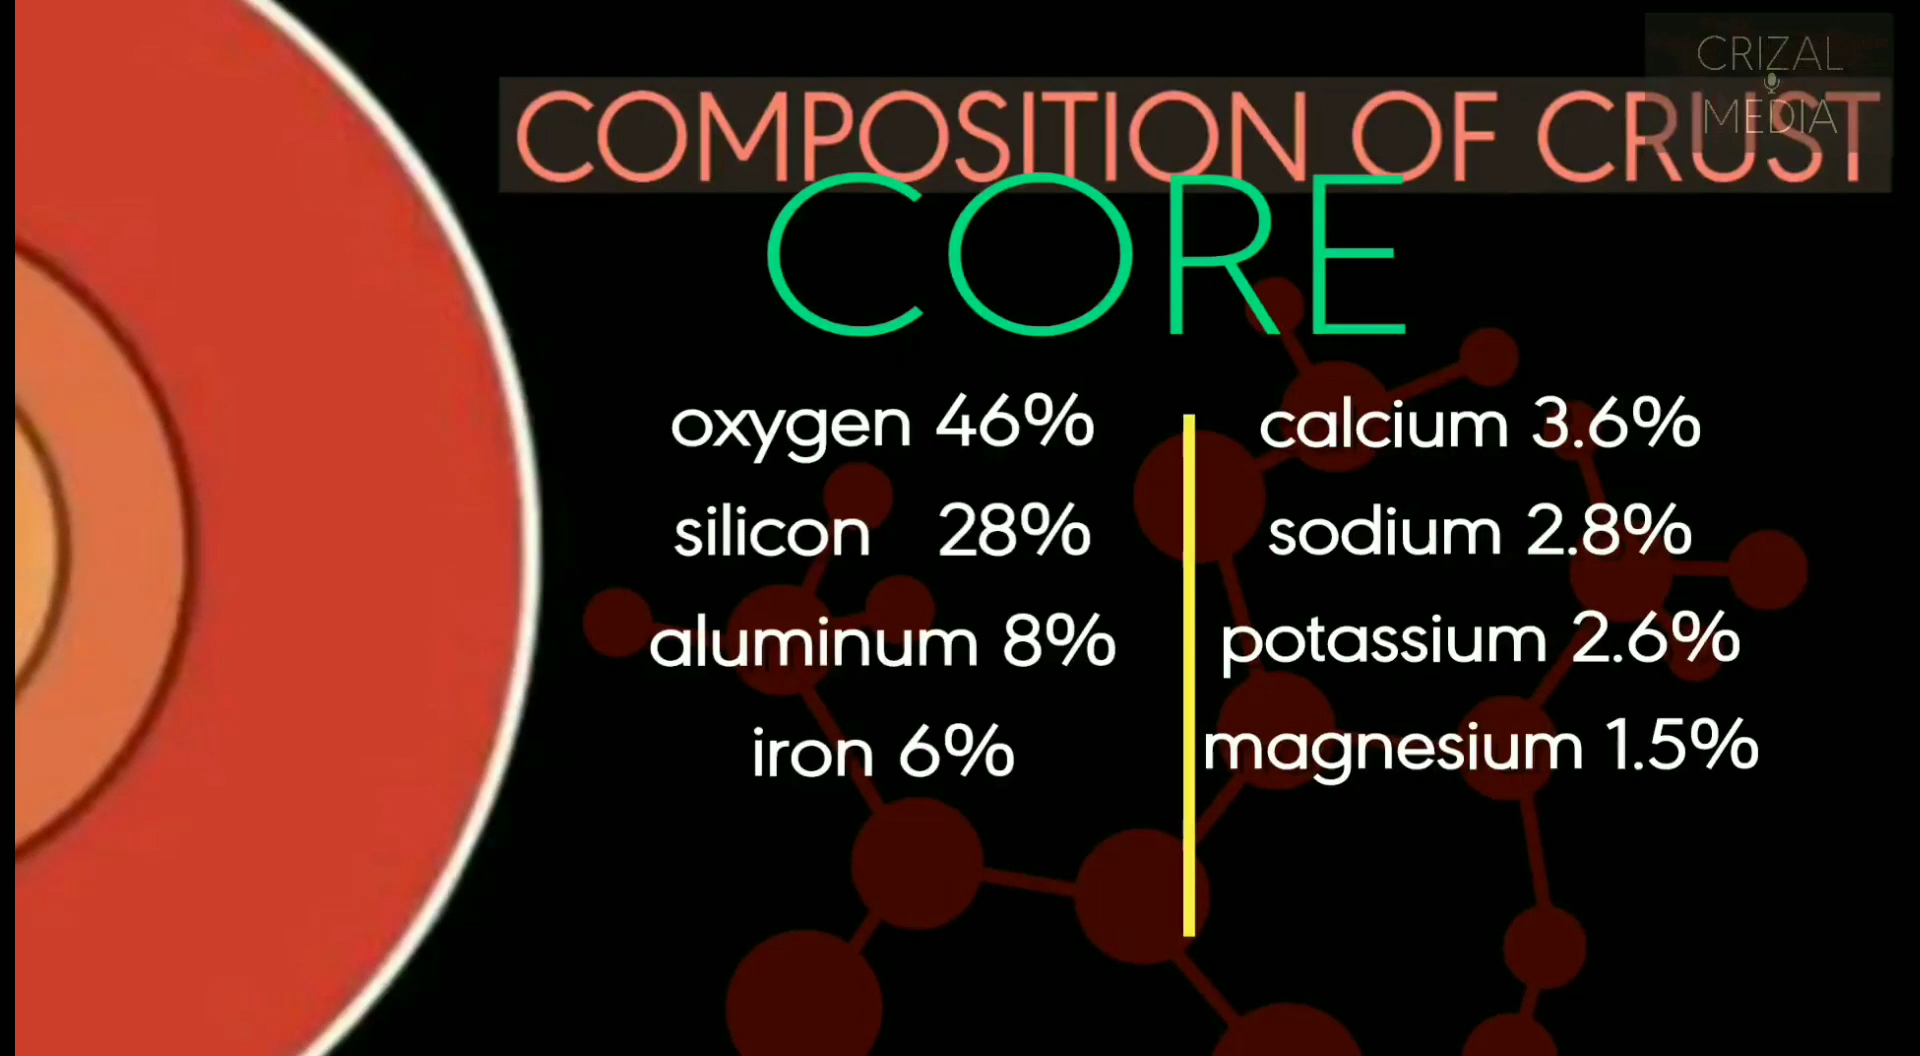 CRIZAL
MEDIA
COMPOSITION OF CRUST
CORE
oxygen 46%
silicon 28%
aluminum 8%
iron 6%
calcium 3.6%
sodium 2.8%
potassium 2.6%
magnesium 1.5%